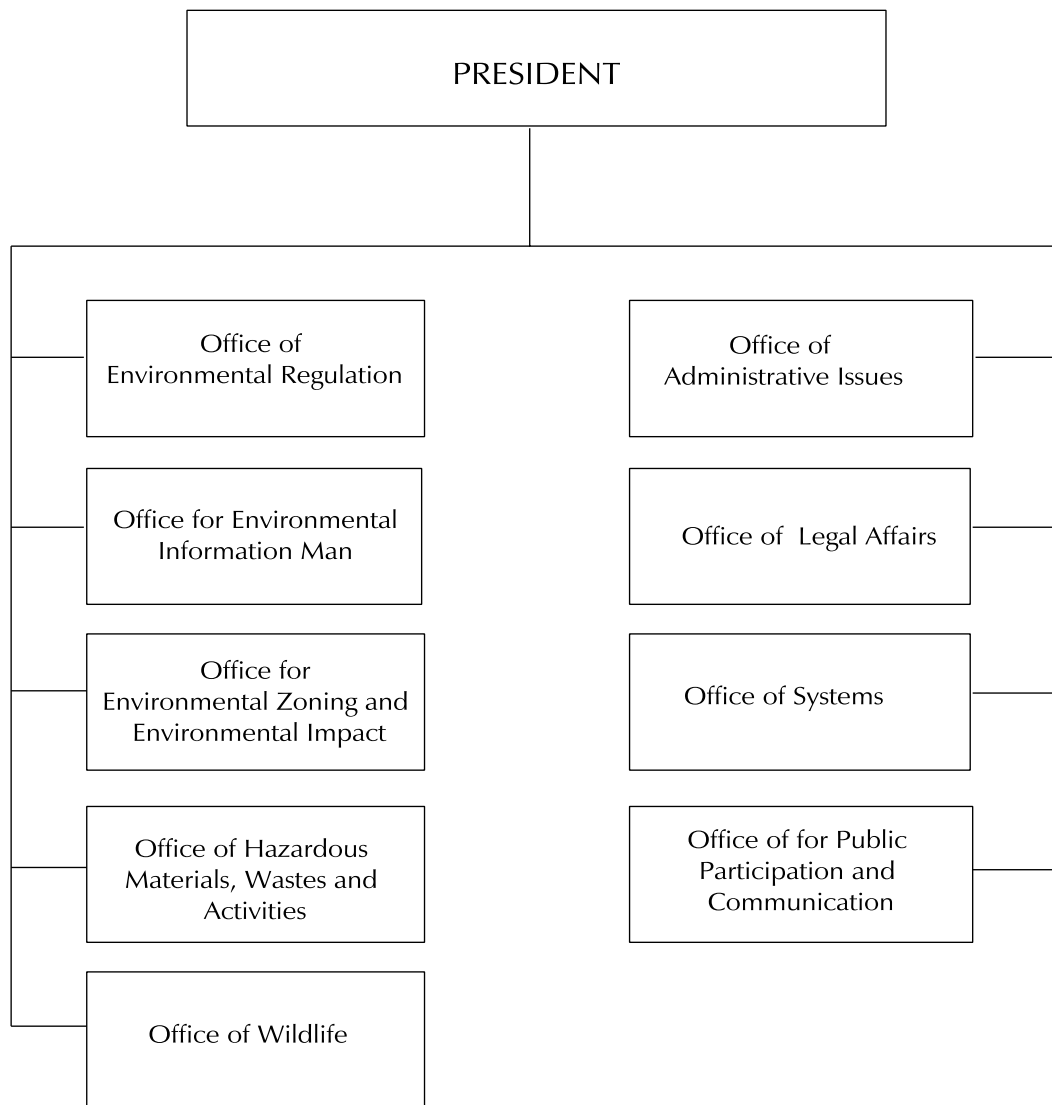 PRESIDENT
Office of
Environmental Regulation
Office for Environmental
Information Man
Office for
Environmental Zoning and
Environmental Impact
Office of Hazardous
Materials, Wastes and
Activities
Office of Wildlife
Office of
Administrative Issues
Office of  Legal Affairs
Office of Systems
Office of for Public
Participation and
Communication